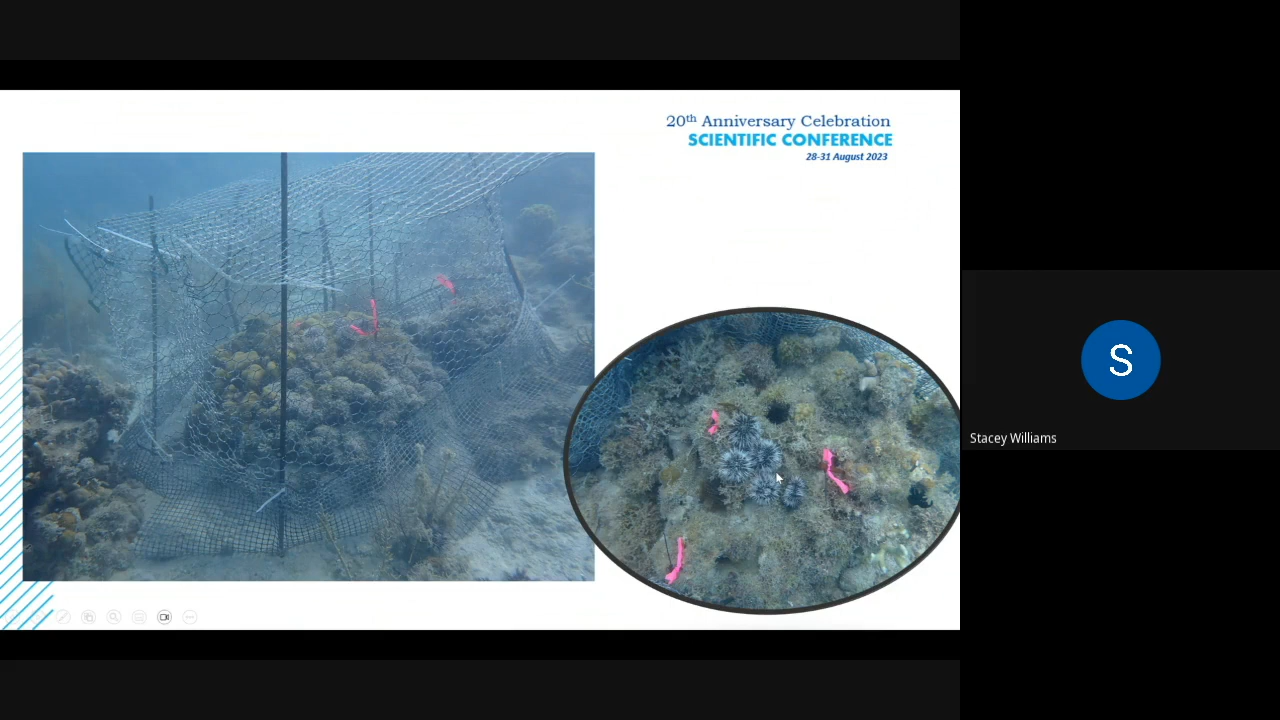 20th Anniversary Celebration
SCIENTIFIC CONFERENCE
28-31 August 2023
S
Stacey Williams